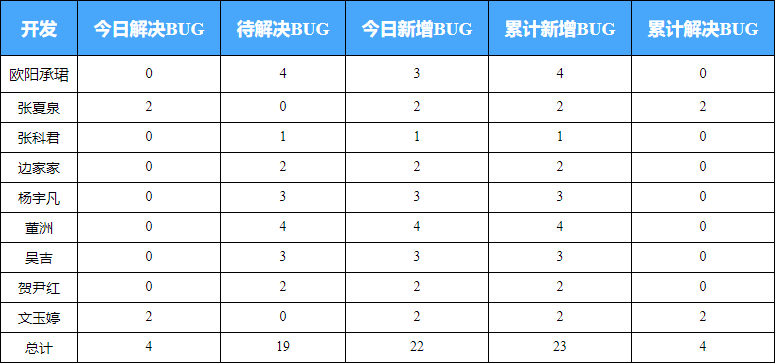 开发 今日解决BUG 待解决BUG 今日新增BUG 累计新增BUG 累计解决BUG
欧阳承珺 0 4 3 4 0
张夏泉 2 0 2 2 2
张科君 0 1 1 1 0
边家家 0 2 2 2 0
杨宇凡 0 3 3 3 0
董洲 0 4 4 4 0
吴吉 0 3 3 3 0
贺尹红 0 2 2 2 0
文玉婷 2 0 2 2 2
总计 4 19 22 23 4